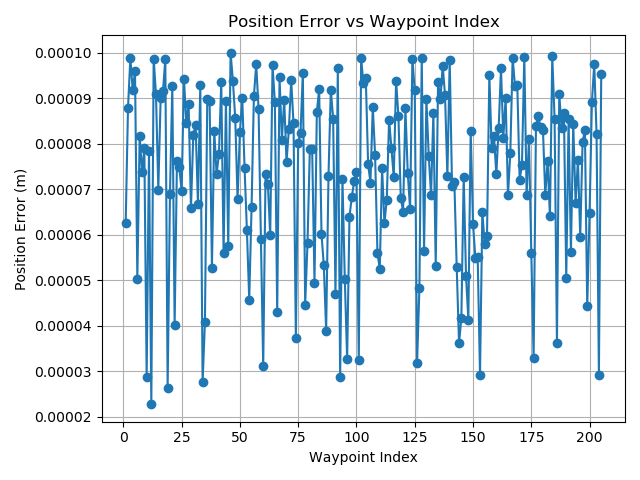 Position Error vs Waypoint Index
0.00010
0.00009
0.00008
0.00007
0.00006
0.00005
0.00004
0.00003
0.00002
Position Error (m)
0 25 50 75 100 125 150 175 200
Waypoint Index